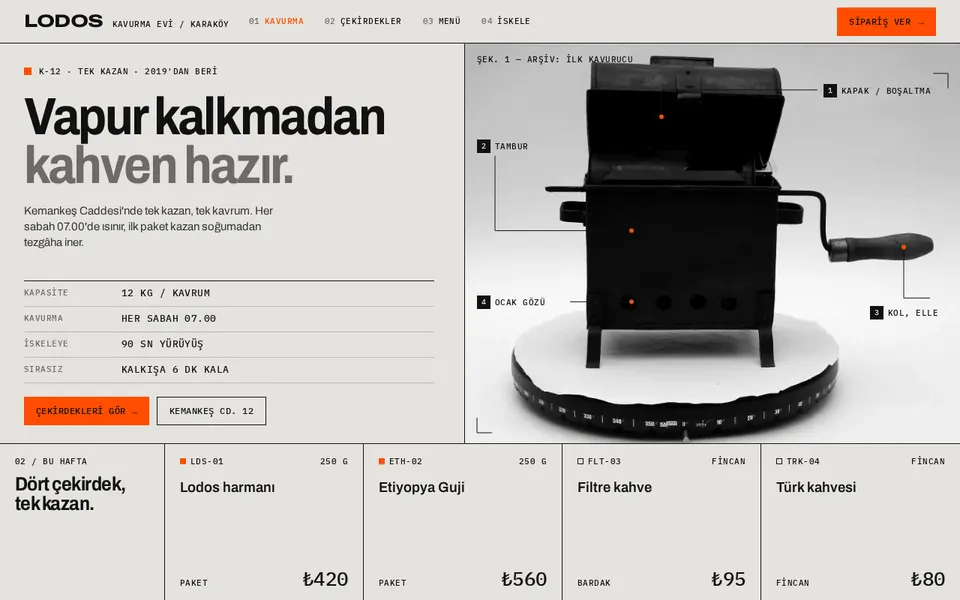 LODOS KAVURMA EVİ / KARAKÖY 01 KAVURMA 02 ÇEKİRDEKLER 03 MENÜ 04 İSKELE SİPARİŞ VER →
K-12 · TEK KAZAN · 2019'DAN BERİ
Vapur kalkmadan
kahven hazır.
Kemankeş Caddesi'nde tek kazan, tek kavrum. Her
sabah 07.00'de ısınır, ilk paket kazan soğumadan
tezgâha iner.
KAPASİTE 12 KG / KAVRUM
KAVURMA HER SABAH 07.00
İSKELEYE 90 SN YÜRÜYÜŞ
SIRASIZ KALKIŞA 6 DK KALA
ÇEKİRDEKLERİ GÖR → KEMANKEŞ CD. 12
ŞEK. 1 — ARŞİV: İLK KAVURUCU
1 KAPAK / BOŞALTMA
2 TAMBUR
4 OCAK GÖZÜ
3 KOL, ELLE
02 / BU HAFTA
Dört çekirdek,
tek kazan.
LDS-01 250 G
Lodos harmanı
PAKET ₺420
ETH-02 250 G
Etiyopya Guji
PAKET ₺560
FLT-03 FİNCAN
Filtre kahve
BARDAK ₺95
TRK-04 FİNCAN
Türk kahvesi
FİNCAN ₺80